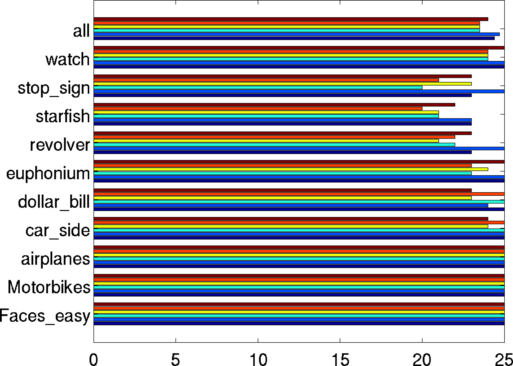 all
watch
stop_sign
starfish
revolver
euphonium
dollar_bill
car_side
airplanes
Motorbikes
Faces_easy
0 5 10 15 20 25